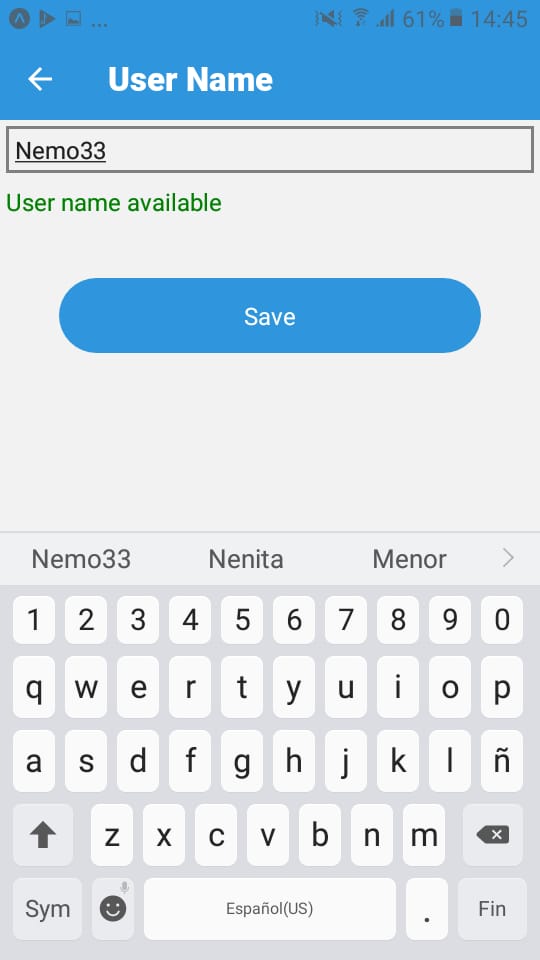 ... 61% 14:45
User Name
Nemo33
User name available
Save
Nemo33 Nenita Menor
1 2 3 4 5 6 7 8 9 0
q w e r t y u i o p
a s d f g h j k l ñ
z x c v b n m
Sym Español(US) . Fin